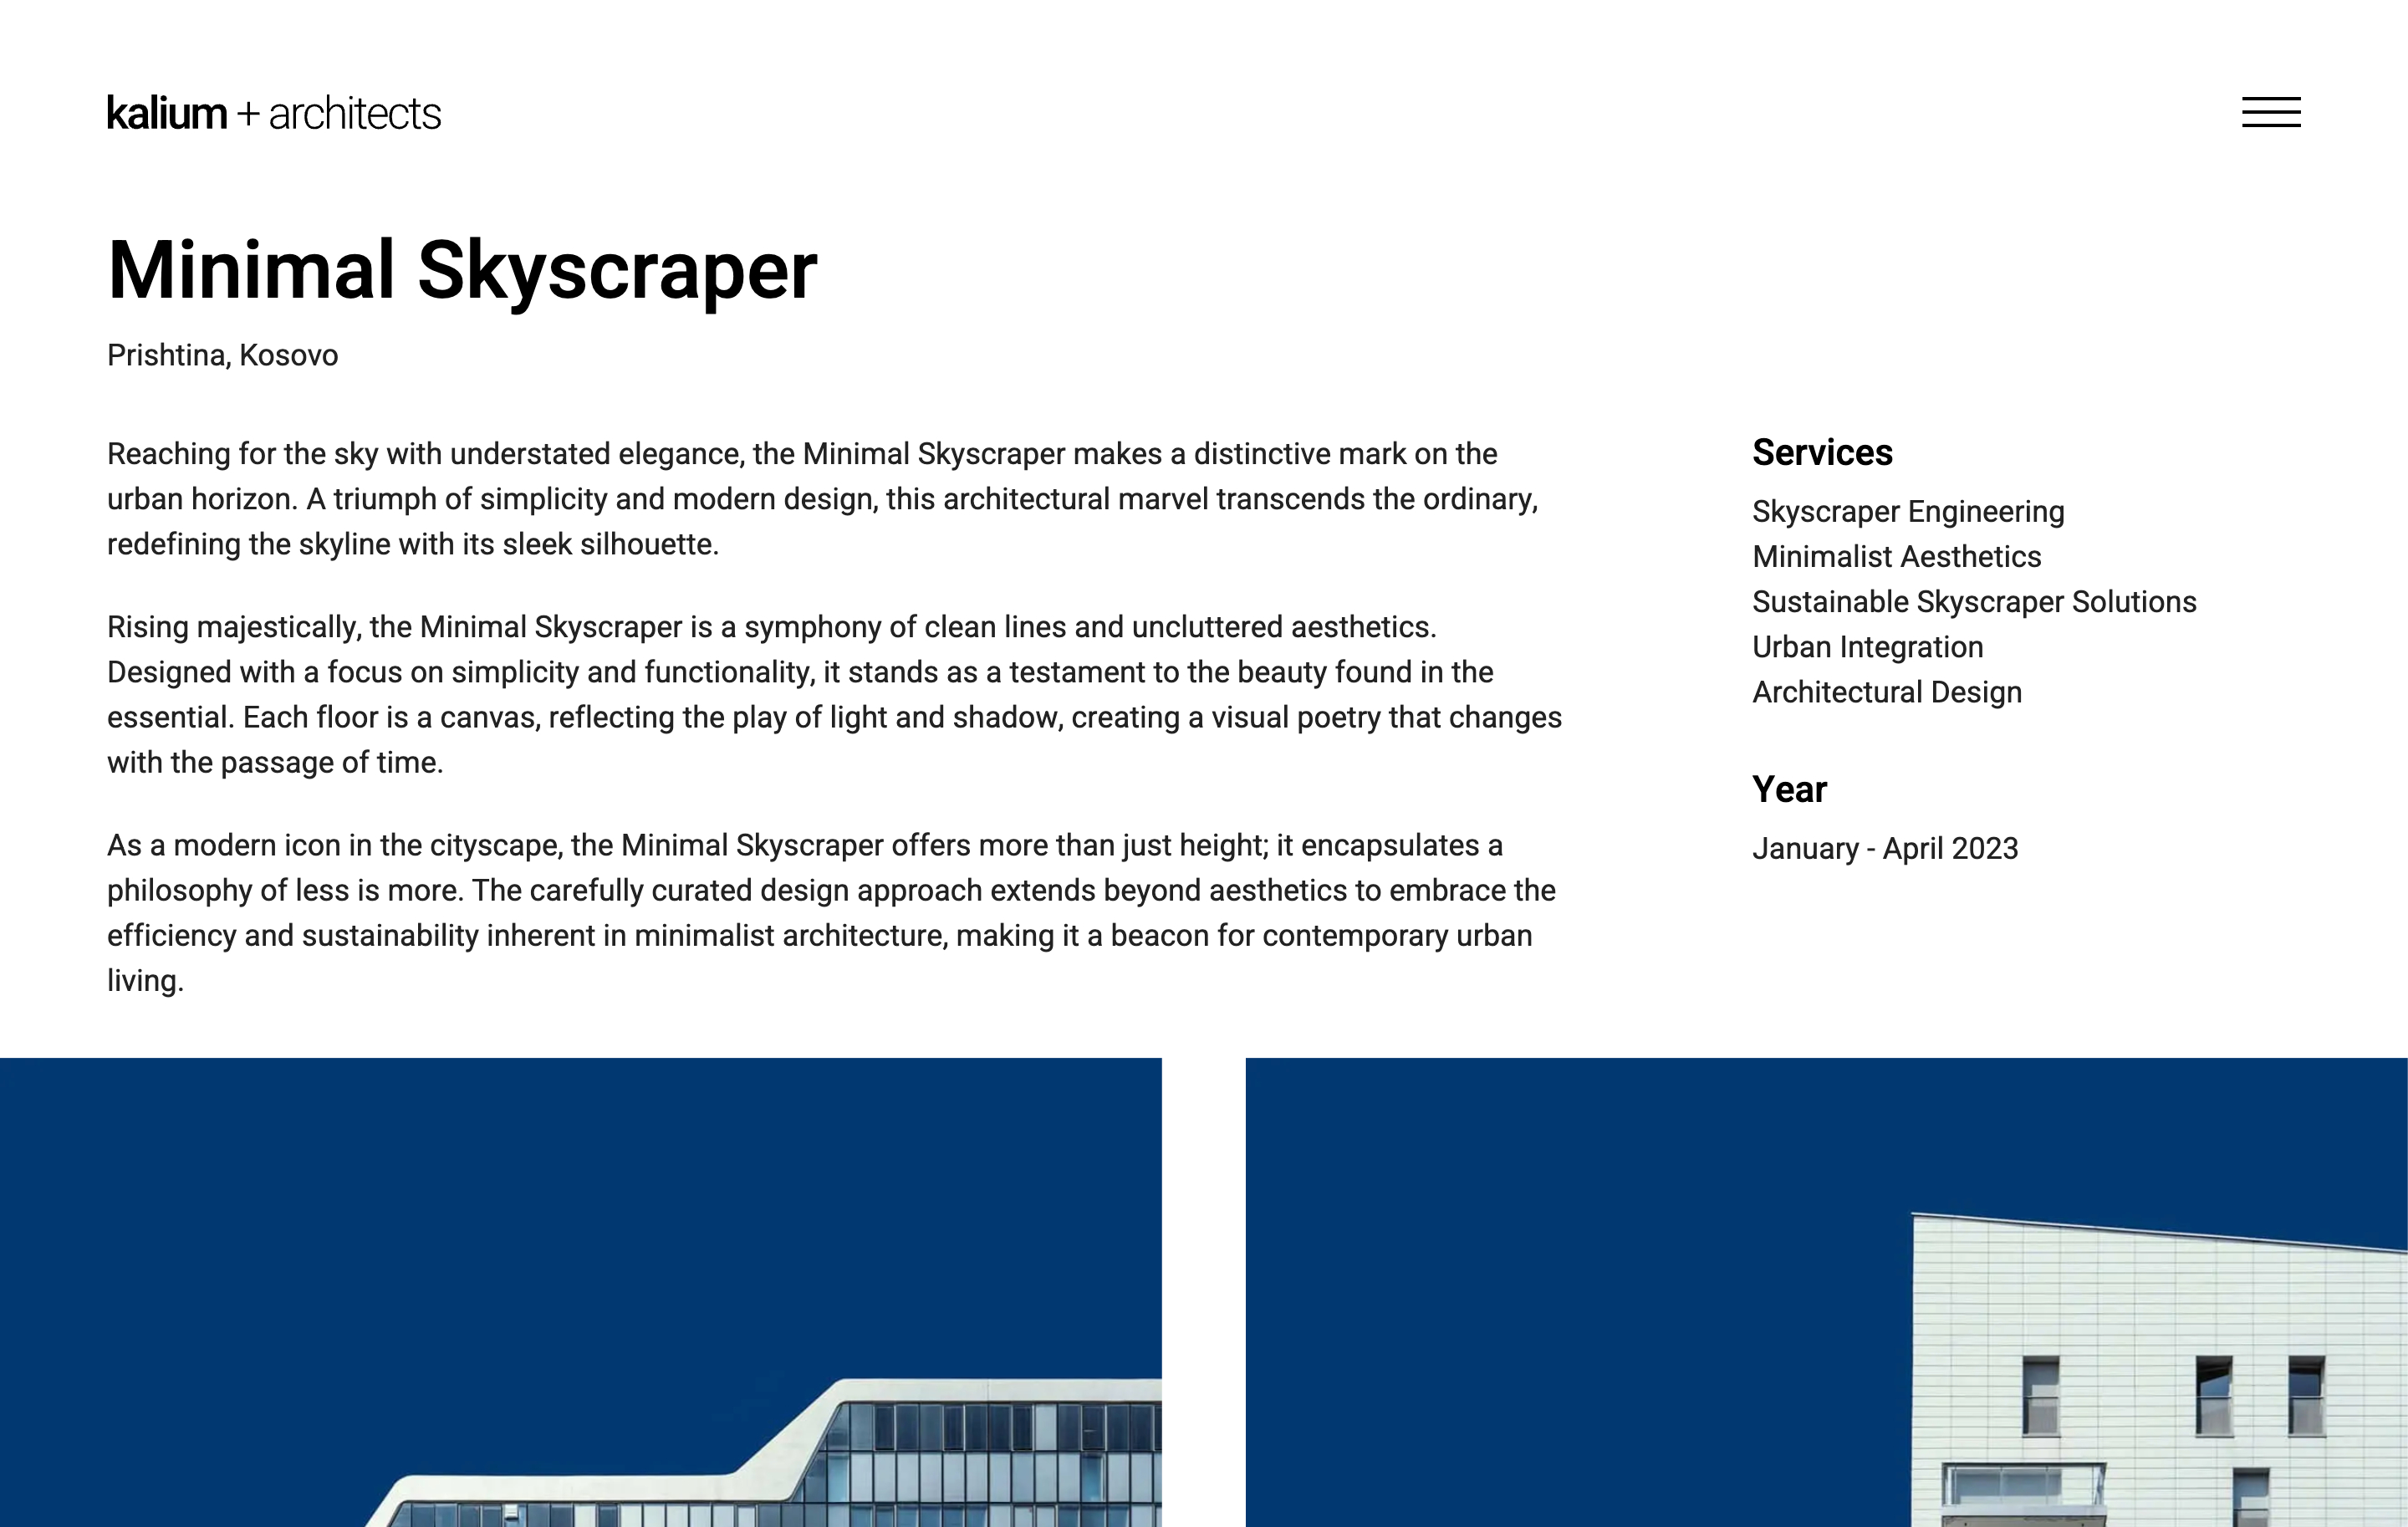 kalium + architects
Minimal Skyscraper
Prishtina, Kosovo
Reaching for the sky with understated elegance, the Minimal Skyscraper makes a distinctive mark on the
urban horizon. A triumph of simplicity and modern design, this architectural marvel transcends the ordinary,
redefining the skyline with its sleek silhouette.
Rising majestically, the Minimal Skyscraper is a symphony of clean lines and uncluttered aesthetics.
Designed with a focus on simplicity and functionality, it stands as a testament to the beauty found in the
essential. Each floor is a canvas, reflecting the play of light and shadow, creating a visual poetry that changes
with the passage of time.
As a modern icon in the cityscape, the Minimal Skyscraper offers more than just height; it encapsulates a
philosophy of less is more. The carefully curated design approach extends beyond aesthetics to embrace the
efficiency and sustainability inherent in minimalist architecture, making it a beacon for contemporary urban
living.
Services
Skyscraper Engineering
Minimalist Aesthetics
Sustainable Skyscraper Solutions
Urban Integration
Architectural Design
Year
January - April 2023